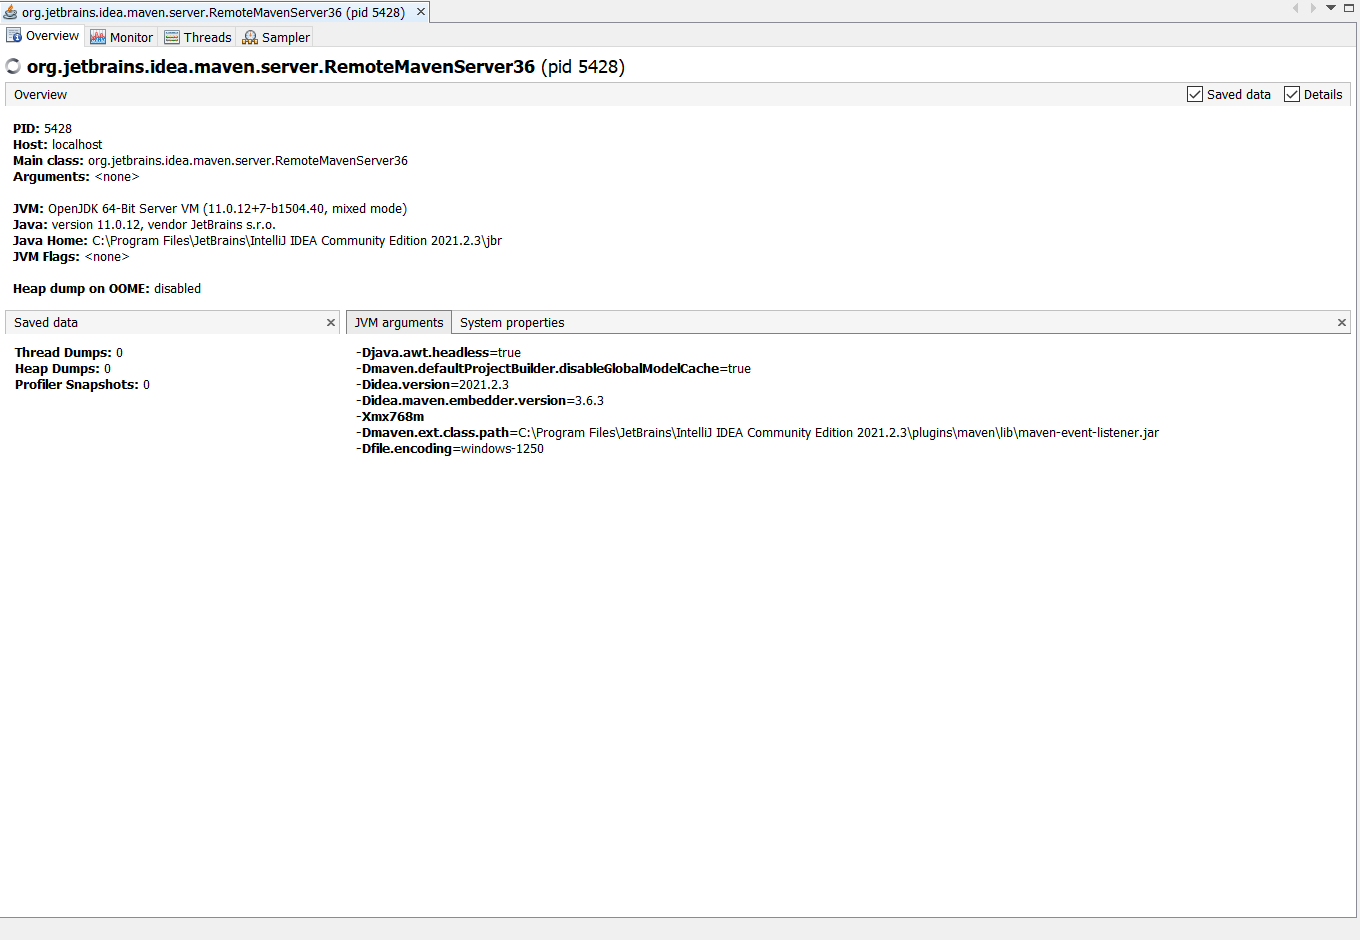 org.jetbrains.idea.maven.server.RemoteMavenServer36 (pid 5428)
Overview Monitor Threads Sampler
org.jetbrains.idea.maven.server.RemoteMavenServer36 (pid 5428)
Overview Saved data Details
PID: 5428
Host: localhost
Main class: org.jetbrains.idea.maven.server.RemoteMavenServer36
Arguments: <none>
JVM: OpenJDK 64-Bit Server VM (11.0.12+7-b1504.40, mixed mode)
Java: version 11.0.12, vendor JetBrains s.r.o.
Java Home: C:\Program Files\JetBrains\IntelliJ IDEA Community Edition 2021.2.3\jbr
JVM Flags: <none>
Heap dump on OOME: disabled
Saved data
Thread Dumps: 0
Heap Dumps: 0
Profiler Snapshots: 0
JVM arguments System properties
-Djava.awt.headless=true
-Dmaven.defaultProjectBuilder.disableGlobalModelCache=true
-Didea.version=2021.2.3
-Didea.maven.embedder.version=3.6.3
-Xmx768m
-Dmaven.ext.class.path=C:\Program Files\JetBrains\IntelliJ IDEA Community Edition 2021.2.3\plugins\maven\lib\maven-event-listener.jar
-Dfile.encoding=windows-1250